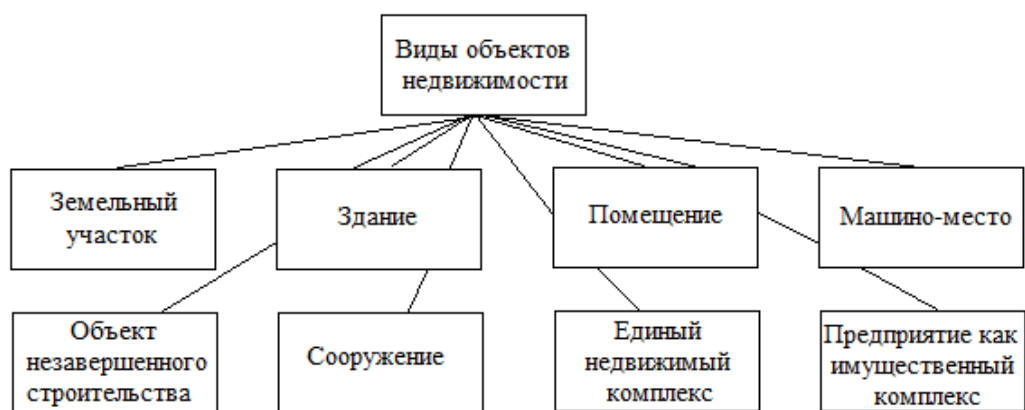 Виды объектов
недвижимости
Земельный
участок
Здание
Помещение
Машино-место
Объект
незавершенного
строительства
Сооружение
Единый
недвижимый
комплекс
Предприятие как
имущественный
комплекс